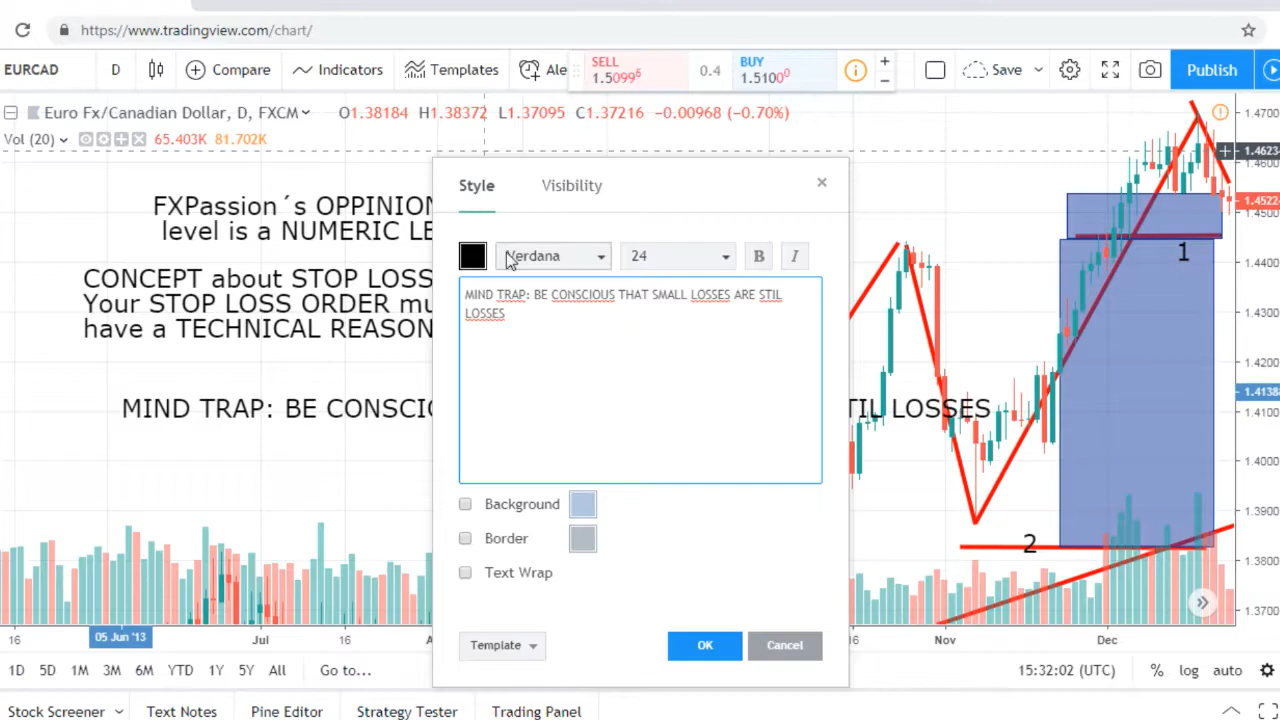 https://www.tradingview.com/chart/
EURCAD D Compare Indicators Templates Ale SELL 1.50996 0.4 BUY 1.51000 Save Publish
Euro Fx/Canadian Dollar, D, FXCM O1.38184 H1.38372 L1.37095 C1.37216 −0.00968 (−0.70%)
Vol (20) 65.403K 81.702K
FXPassion´s OPPINION
level is a NUMERIC LE
CONCEPT about STOP LOSS
Your STOP LOSS ORDER mu
have a TECHNICAL REASON
MIND TRAP: BE CONSCIO
TIL LOSSES
Style Visibility
Verdana 24 B I
MIND TRAP: BE CONSCIOUS THAT SMALL LOSSES ARE STIL
LOSSES
Background
Border
Text Wrap
Template OK Cancel
1
2
1.4700
1.4623
1.4600
1.4522
1.4500
1.4300
1.4200
1.4138
1.4100
1.4000
1.3900
1.3800
1.3700
16 05 Jun '13 Jul 16 Nov Dec
1D 5D 1M 3M 6M YTD 1Y 5Y All Go to... 15:32:02 (UTC) % log auto
Stock Screener Text Notes Pine Editor Strategy Tester Trading Panel